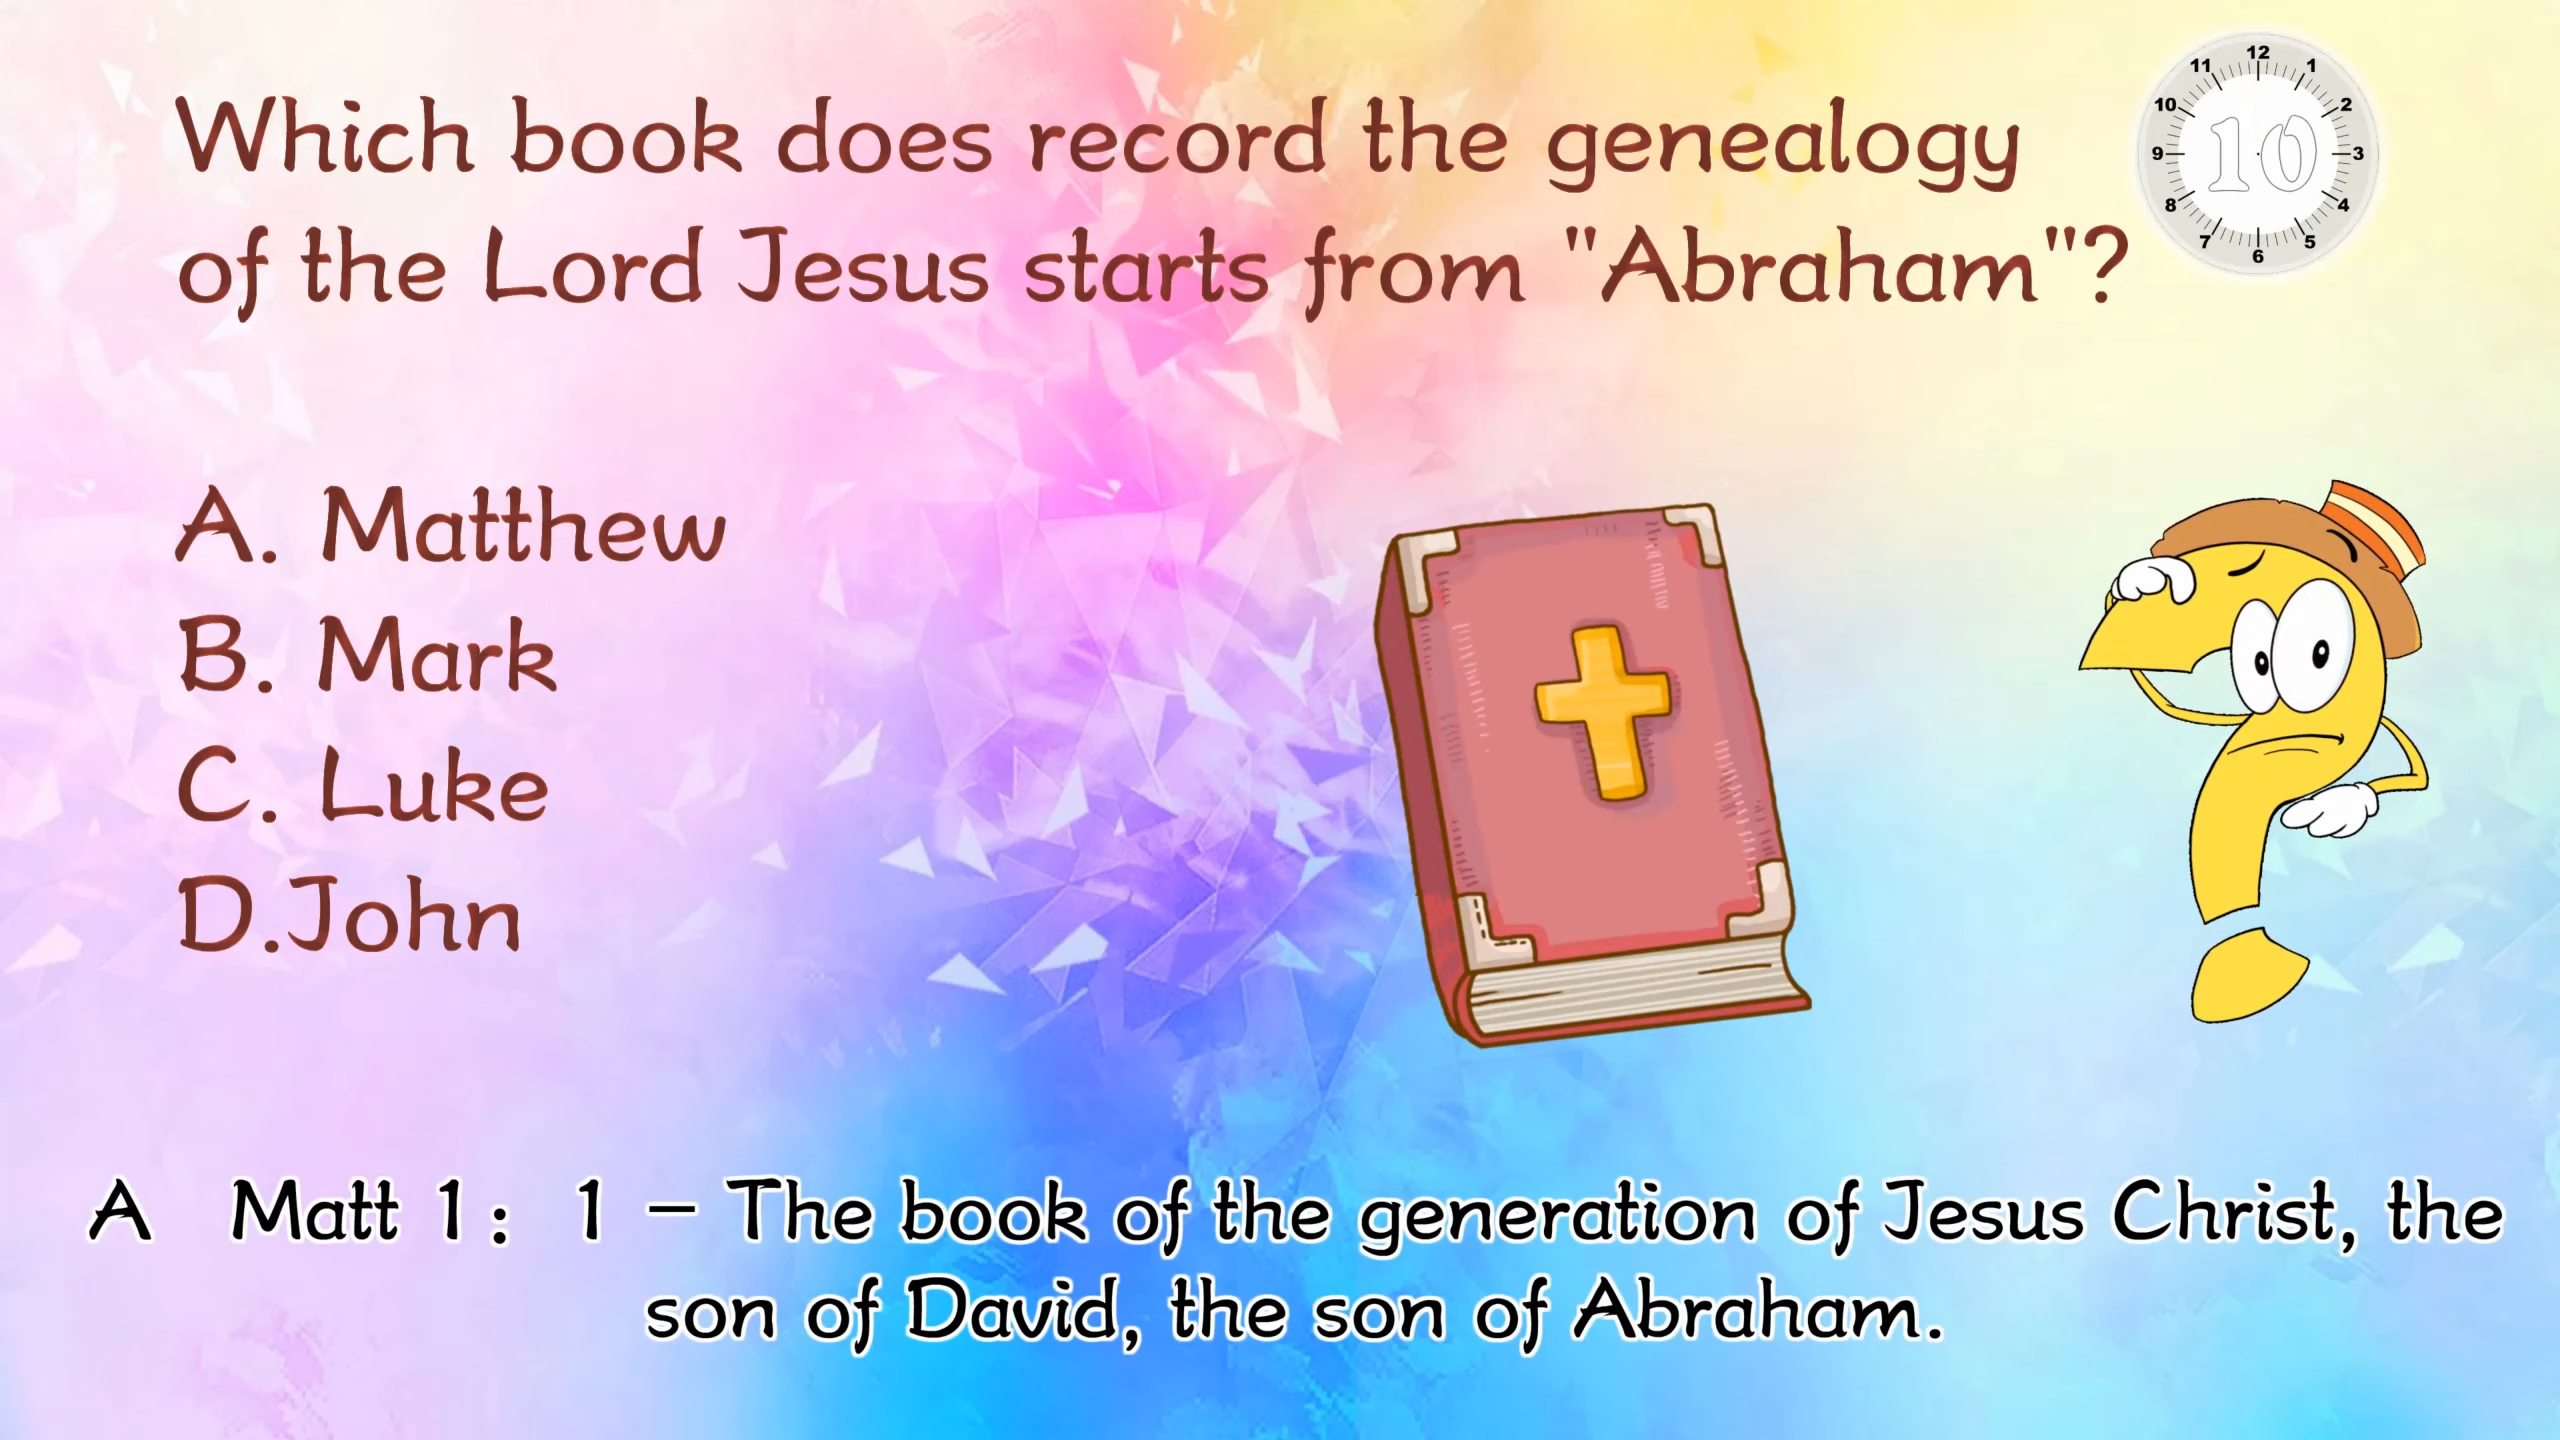 Which book does record the genealogy
of the Lord Jesus starts from "Abraham"?
12
11
1
10
2
10
9
3
8
4
7
5
6
A. Matthew
B. Mark
C. Luke
D.John
A Matt 1： 1 – The book of the generation of Jesus Christ, the
son of David, the son of Abraham.